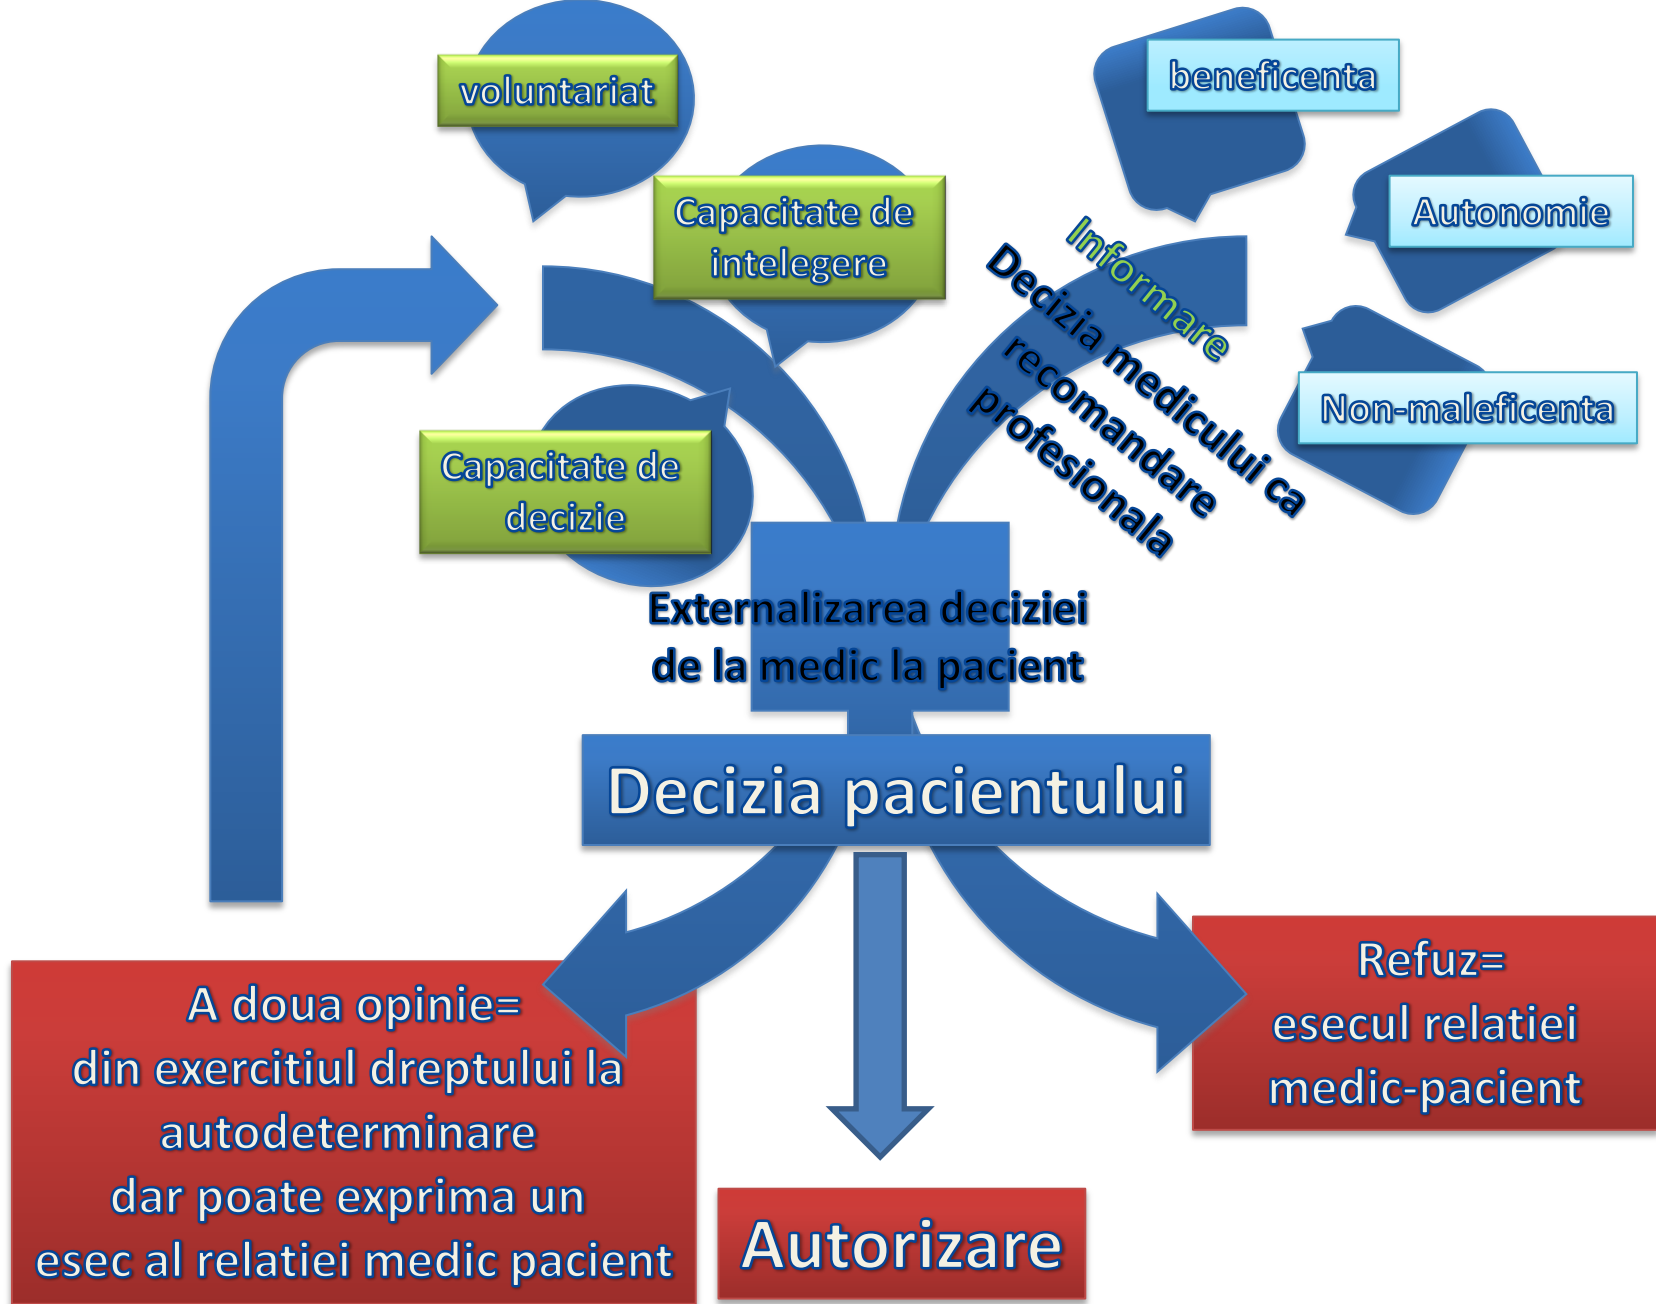 voluntariat
beneficenta
Capacitate de
intelegere
Autonomie
Informare
Decizia medicului ca
recomandare
profesionala
Non-maleficenta
Capacitate de
decizie
Externalizarea deciziei
de la medic la pacient
Decizia pacientului
A doua opinie=
din exercitiul dreptului la
autodeterminare
dar poate exprima un
esec al relatiei medic pacient
Refuz=
esecul relatiei
medic-pacient
Autorizare